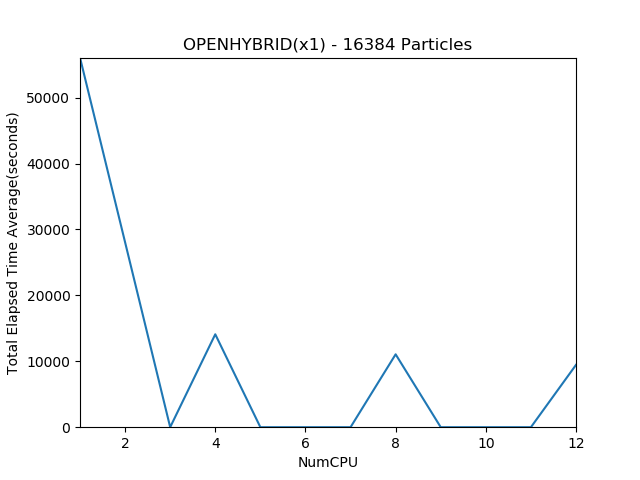 OPENHYBRID(x1) - 16384 Particles
Total Elapsed Time Average(seconds)
50000
40000
30000
20000
10000
0
2 4 6 8 10 12
NumCPU